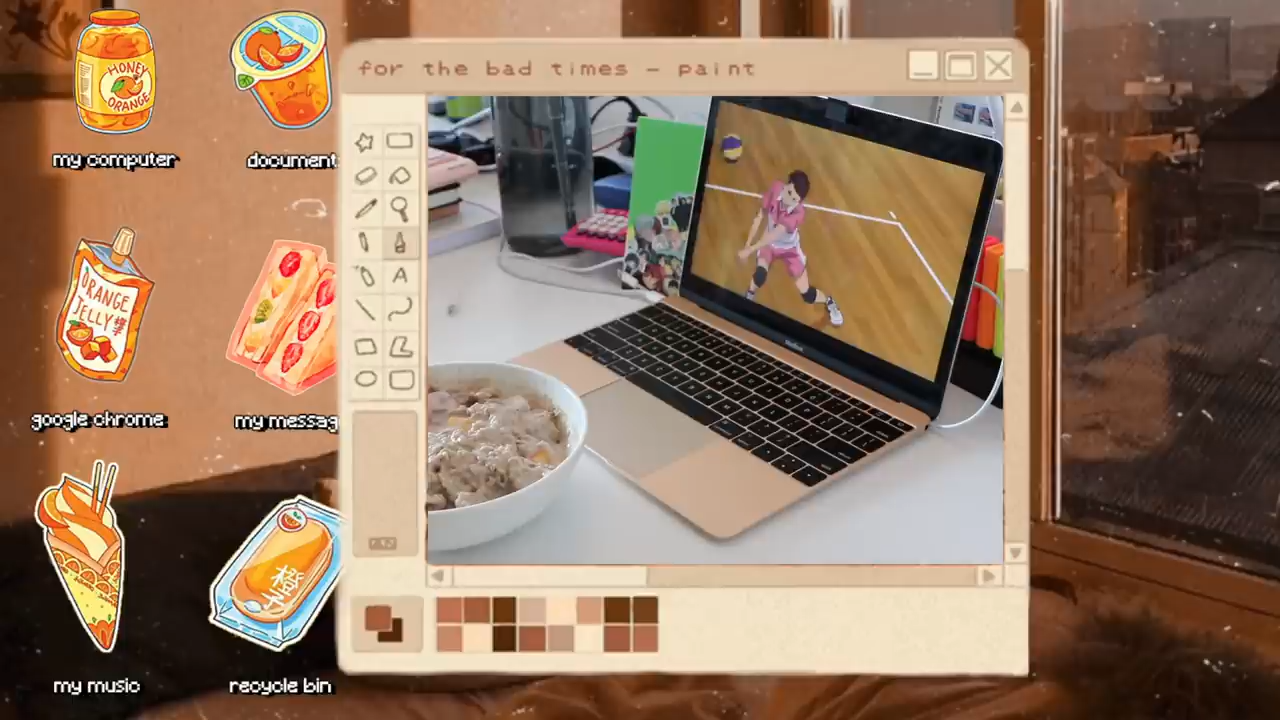 for the bad times - paint
HONEY
ORANGE
my computer
document
A
ORANGE
JELLY
google chrome
my messag
my music
recycle bin
MacBook